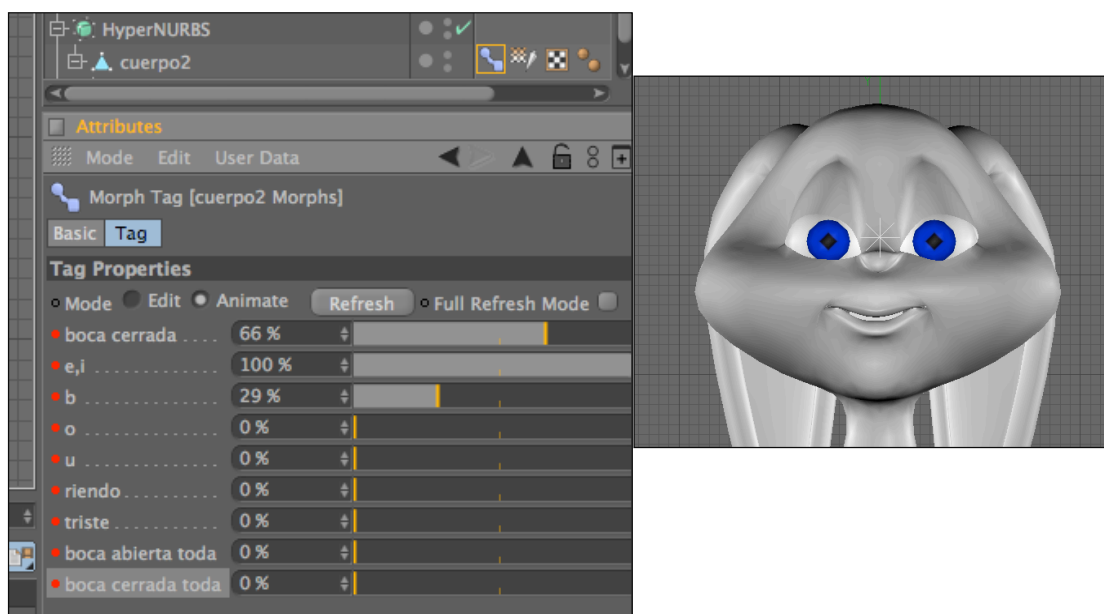 HyperNURBS
cuerpo2
Attributes
Mode Edit User Data
Morph Tag [cuerpo2 Morphs]
Basic Tag
Tag Properties
Mode Edit Animate Refresh Full Refresh Mode
boca cerrada .... 66 %
e,i ............. 100 %
b .............. 29 %
o .............. 0 %
u .............. 0 %
riendo .......... 0 %
triste ........... 0 %
boca abierta toda 0 %
boca cerrada toda 0 %